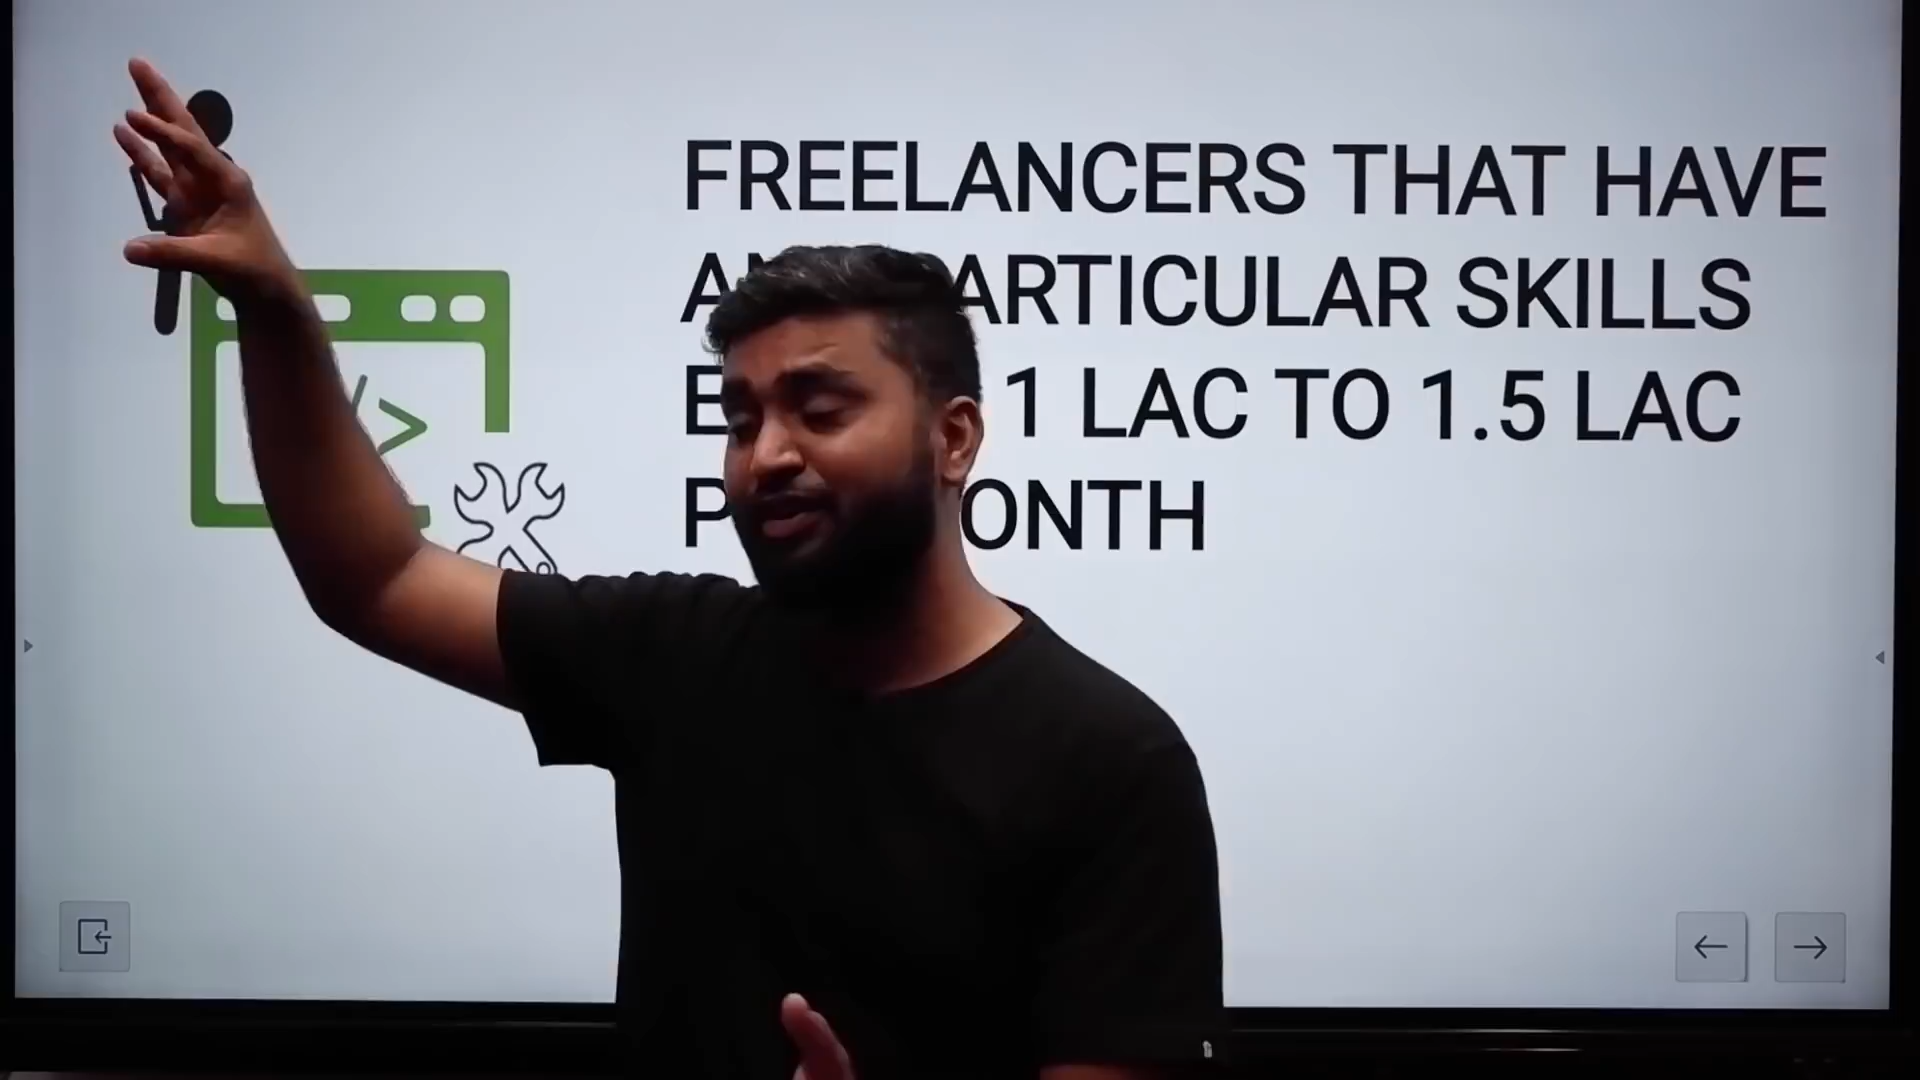 FREELANCERS THAT HAVE
SKILLS
1 LAC TO 1.5 LAC